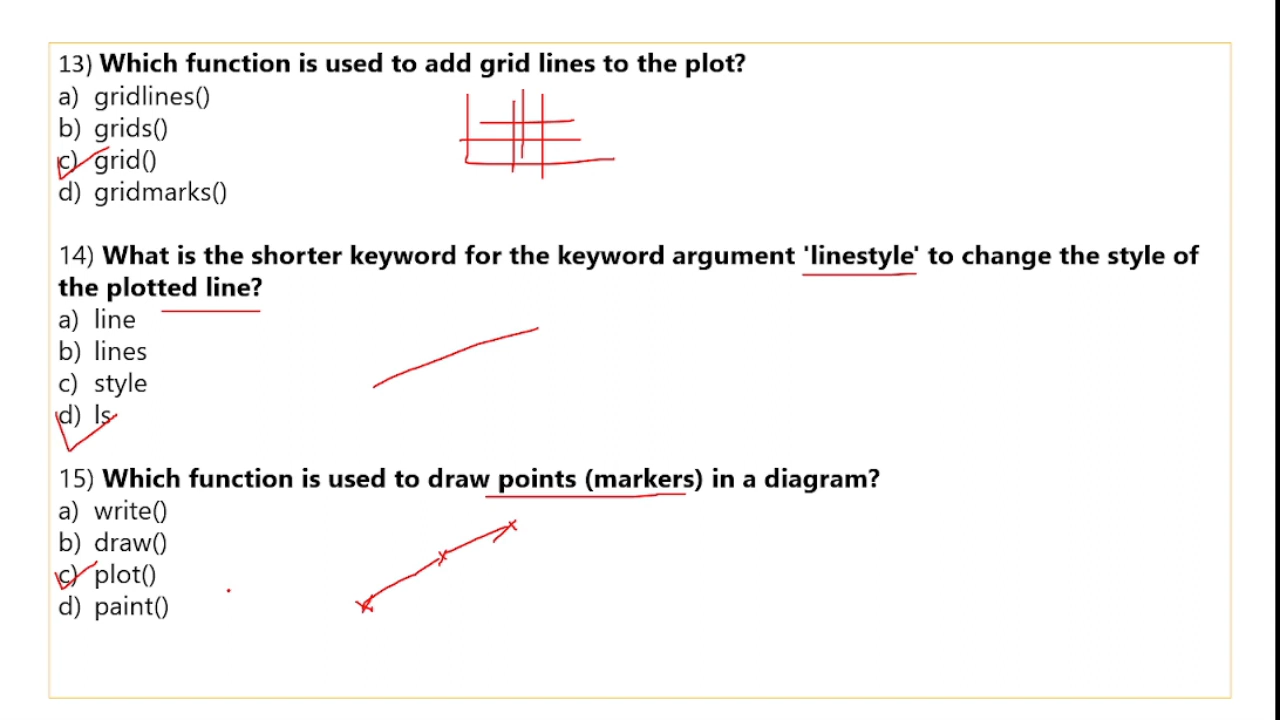 13) Which function is used to add grid lines to the plot?
a) gridlines()
b) grids()
c) grid()
d) gridmarks()
14) What is the shorter keyword for the keyword argument 'linestyle' to change the style of
the plotted line?
a) line
b) lines
c) style
d) ls
15) Which function is used to draw points (markers) in a diagram?
a) write()
b) draw()
c) plot()
d) paint()